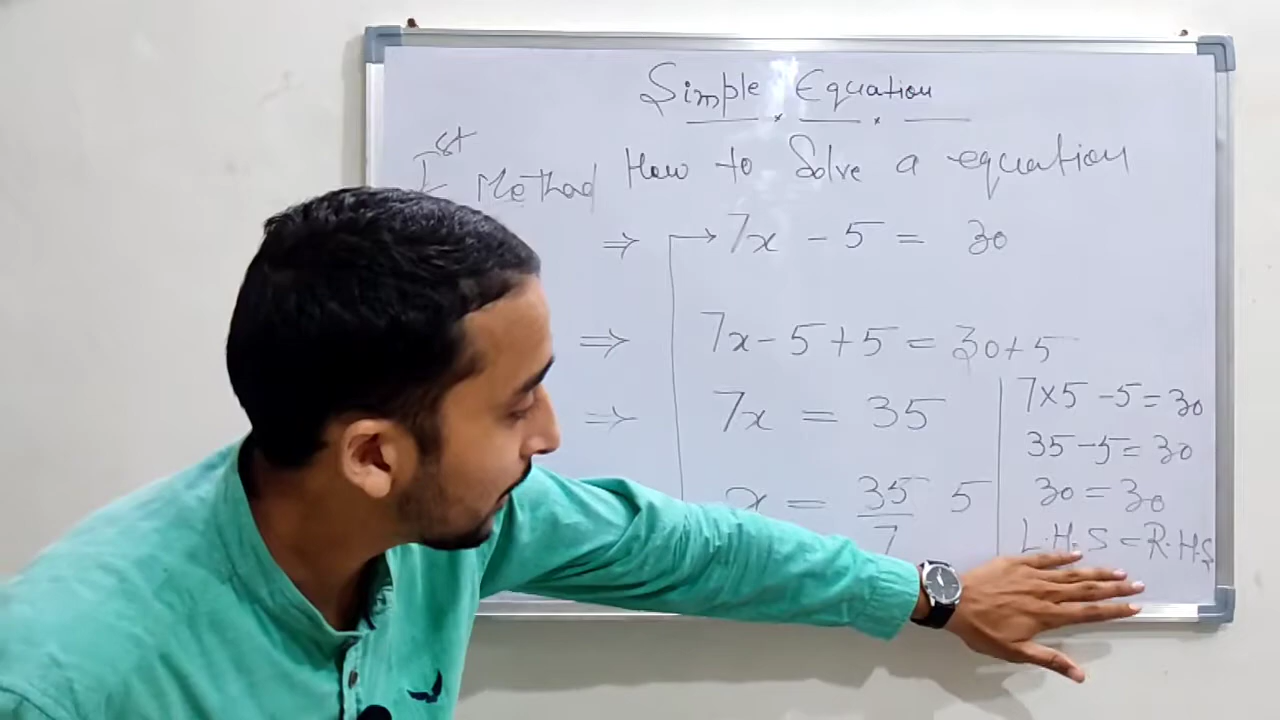 Simple Equation
Ist Method How to Solve a equation
⇒ 7x - 5 = 30
⇒ 7x - 5 + 5 = 30 + 5
⇒ 7x = 35
x = 35/7 5
7×5 - 5 = 30
35 - 5 = 30
30 = 30
L.H.S = R.H.S